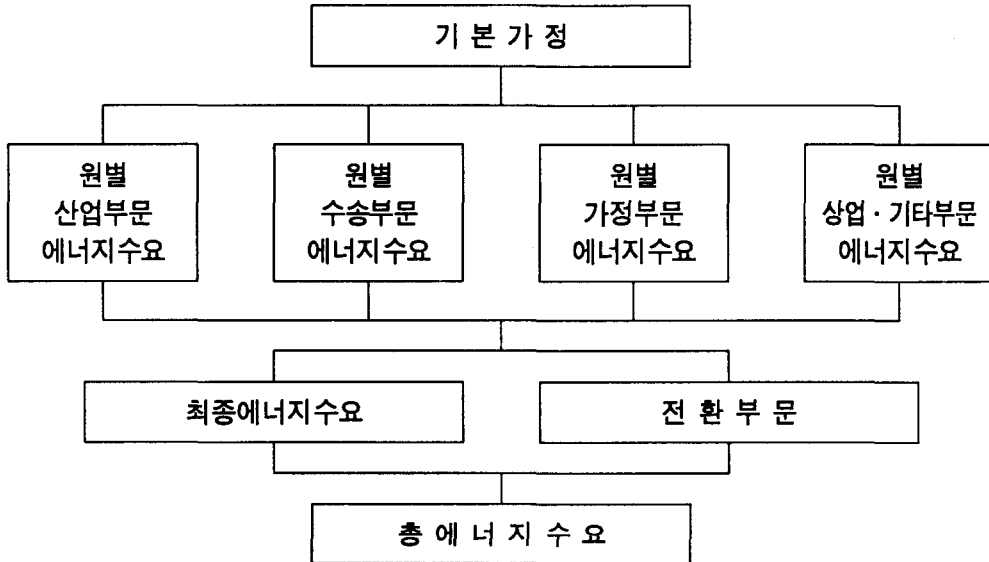 기본가정
원별
산업부문
에너지수요
원별
수송부문
에너지수요
원별
가정부문
에너지수요
원별
상업·기타부문
에너지수요
최종에너지수요
전환부문
총에너지수요